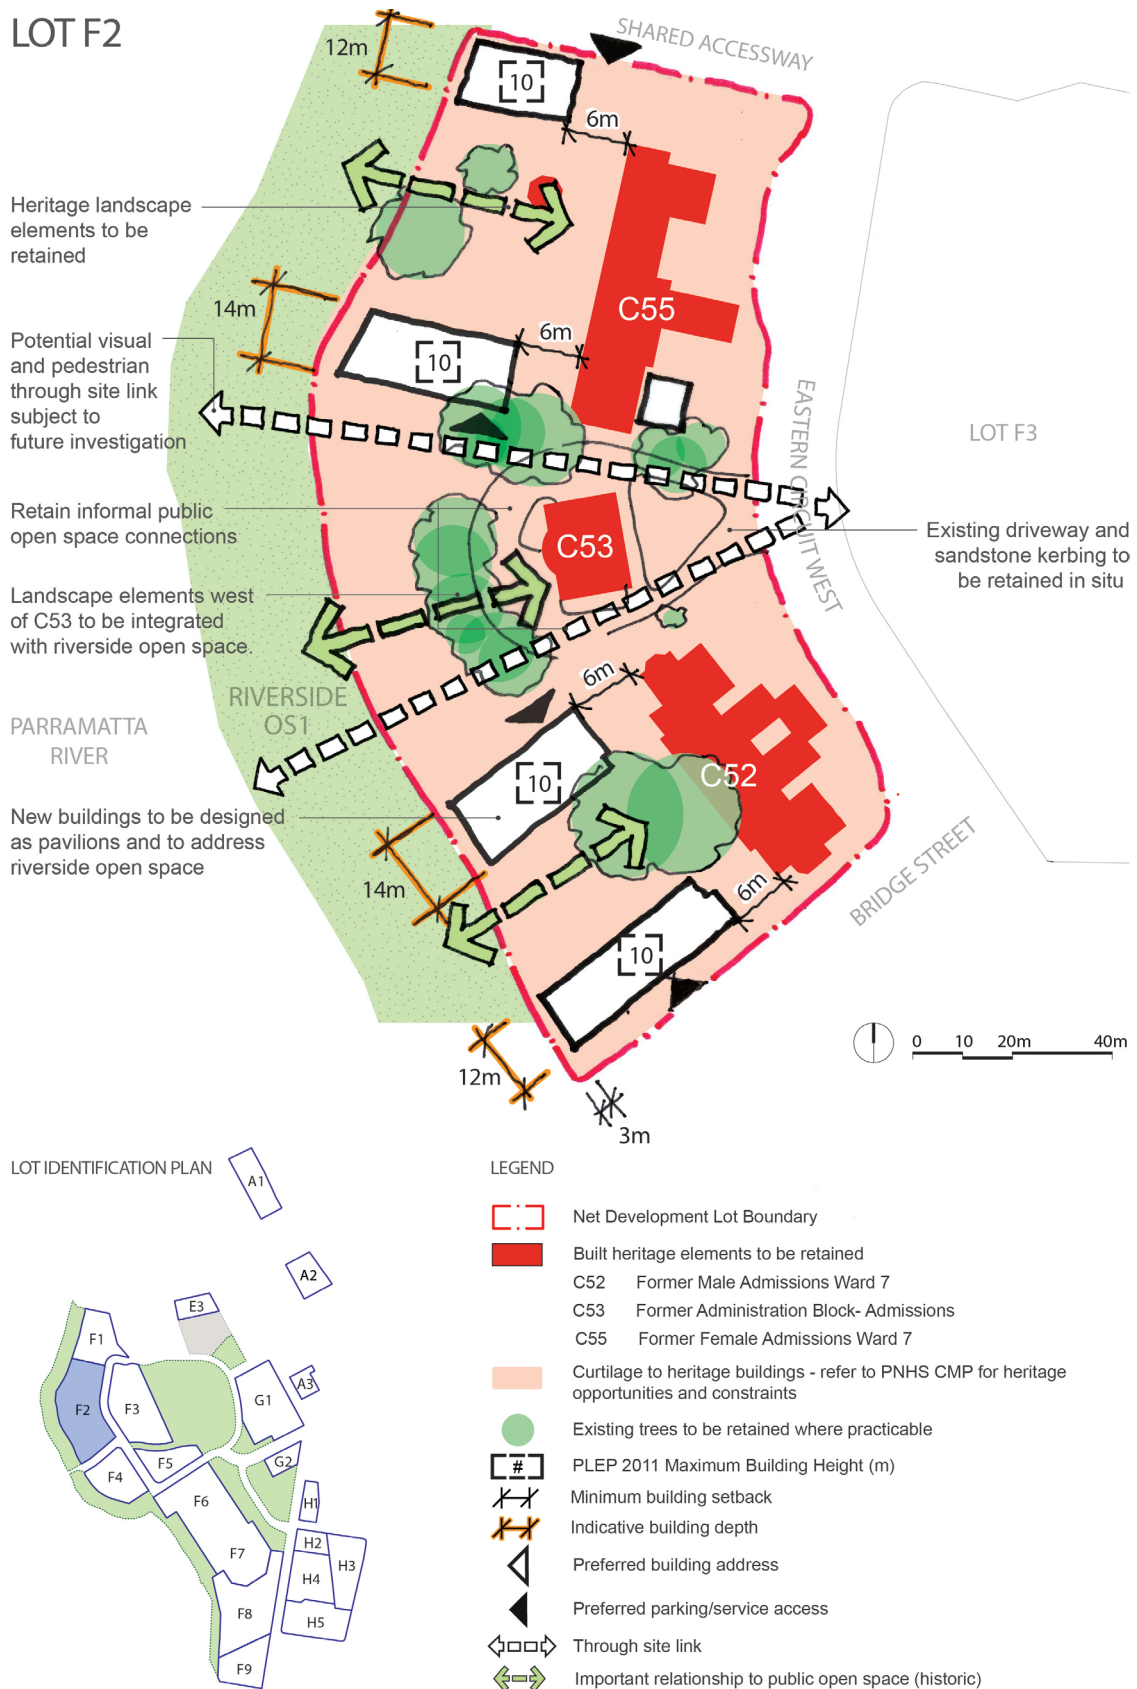 LOT F2
12m
SHARED ACCESSWAY
10
6m
Heritage landscape
elements to be
retained
14m
C55
6m
10
Potential visual
and pedestrian
through site link
subject to
future investigation
EASTERN CIRCUIT WEST
LOT F3
Retain informal public
open space connections
C53
Existing driveway and
sandstone kerbing to
be retained in situ
Landscape elements west
of C53 to be integrated
with riverside open space.
6m
RIVERSIDE
OS1
PARRAMATTA
RIVER
C52
10
New buildings to be designed
as pavilions and to address
riverside open space
14m
6m
BRIDGE STREET
10
0 10 20m 40m
12m
3m
LOT IDENTIFICATION PLAN
A1
A2
E3
F1
A3
G1
F2
F3
F5
G2
F4
F6
H1
H2
F7
H3
H4
F8
H5
F9
LEGEND
Net Development Lot Boundary
Built heritage elements to be retained
C52 Former Male Admissions Ward 7
C53 Former Administration Block- Admissions
C55 Former Female Admissions Ward 7
Curtilage to heritage buildings - refer to PNHS CMP for heritage
opportunities and constraints
Existing trees to be retained where practicable
# PLEP 2011 Maximum Building Height (m)
Minimum building setback
Indicative building depth
Preferred building address
Preferred parking/service access
Through site link
Important relationship to public open space (historic)